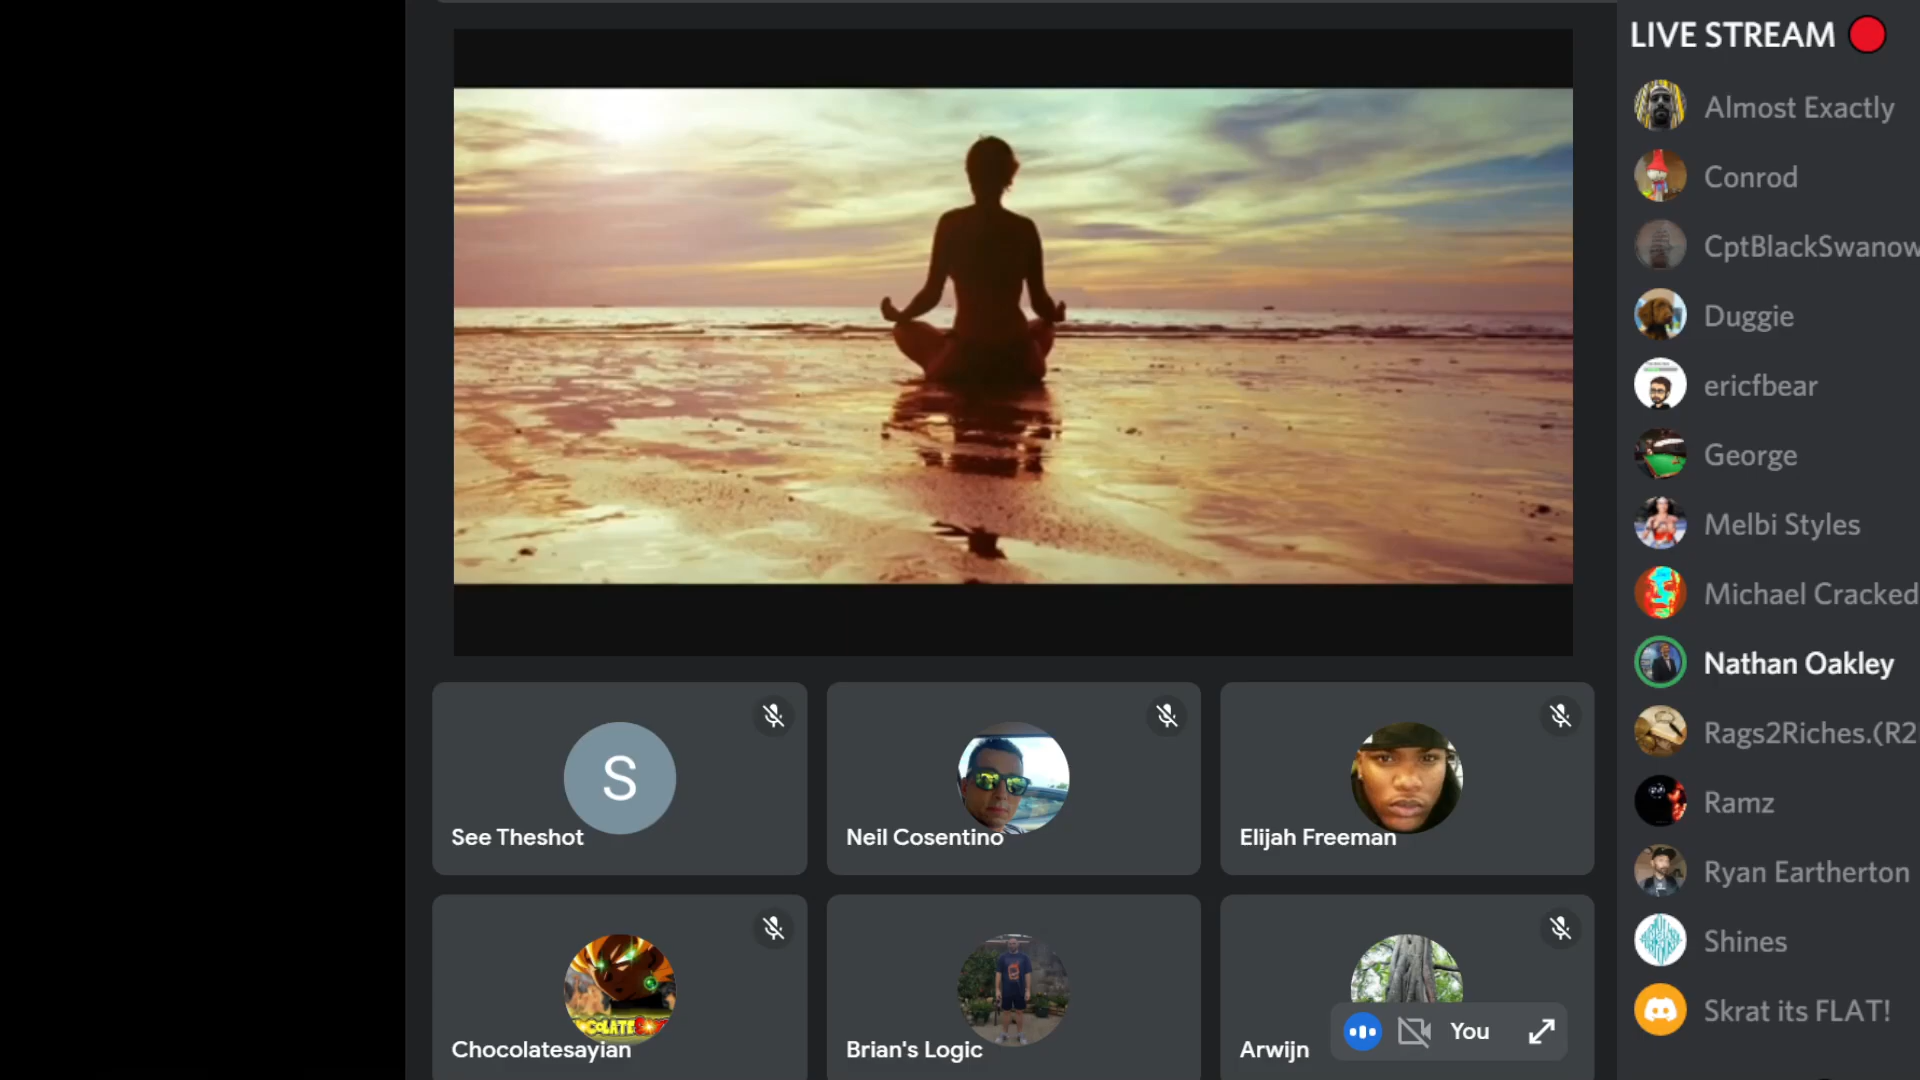 LIVE STREAM
Almost Exactly
Conrod
CptBlackSwanow
Duggie
ericfbear
George
Melbi Styles
Michael Cracked
Nathan Oakley
Rags2Riches.(R2
Ramz
Ryan Eartherton
Shines
Skrat its FLAT!
S
See Theshot
Neil Cosentino
Elijah Freeman
Chocolatesayian
Brian's Logic
Arwijn
You